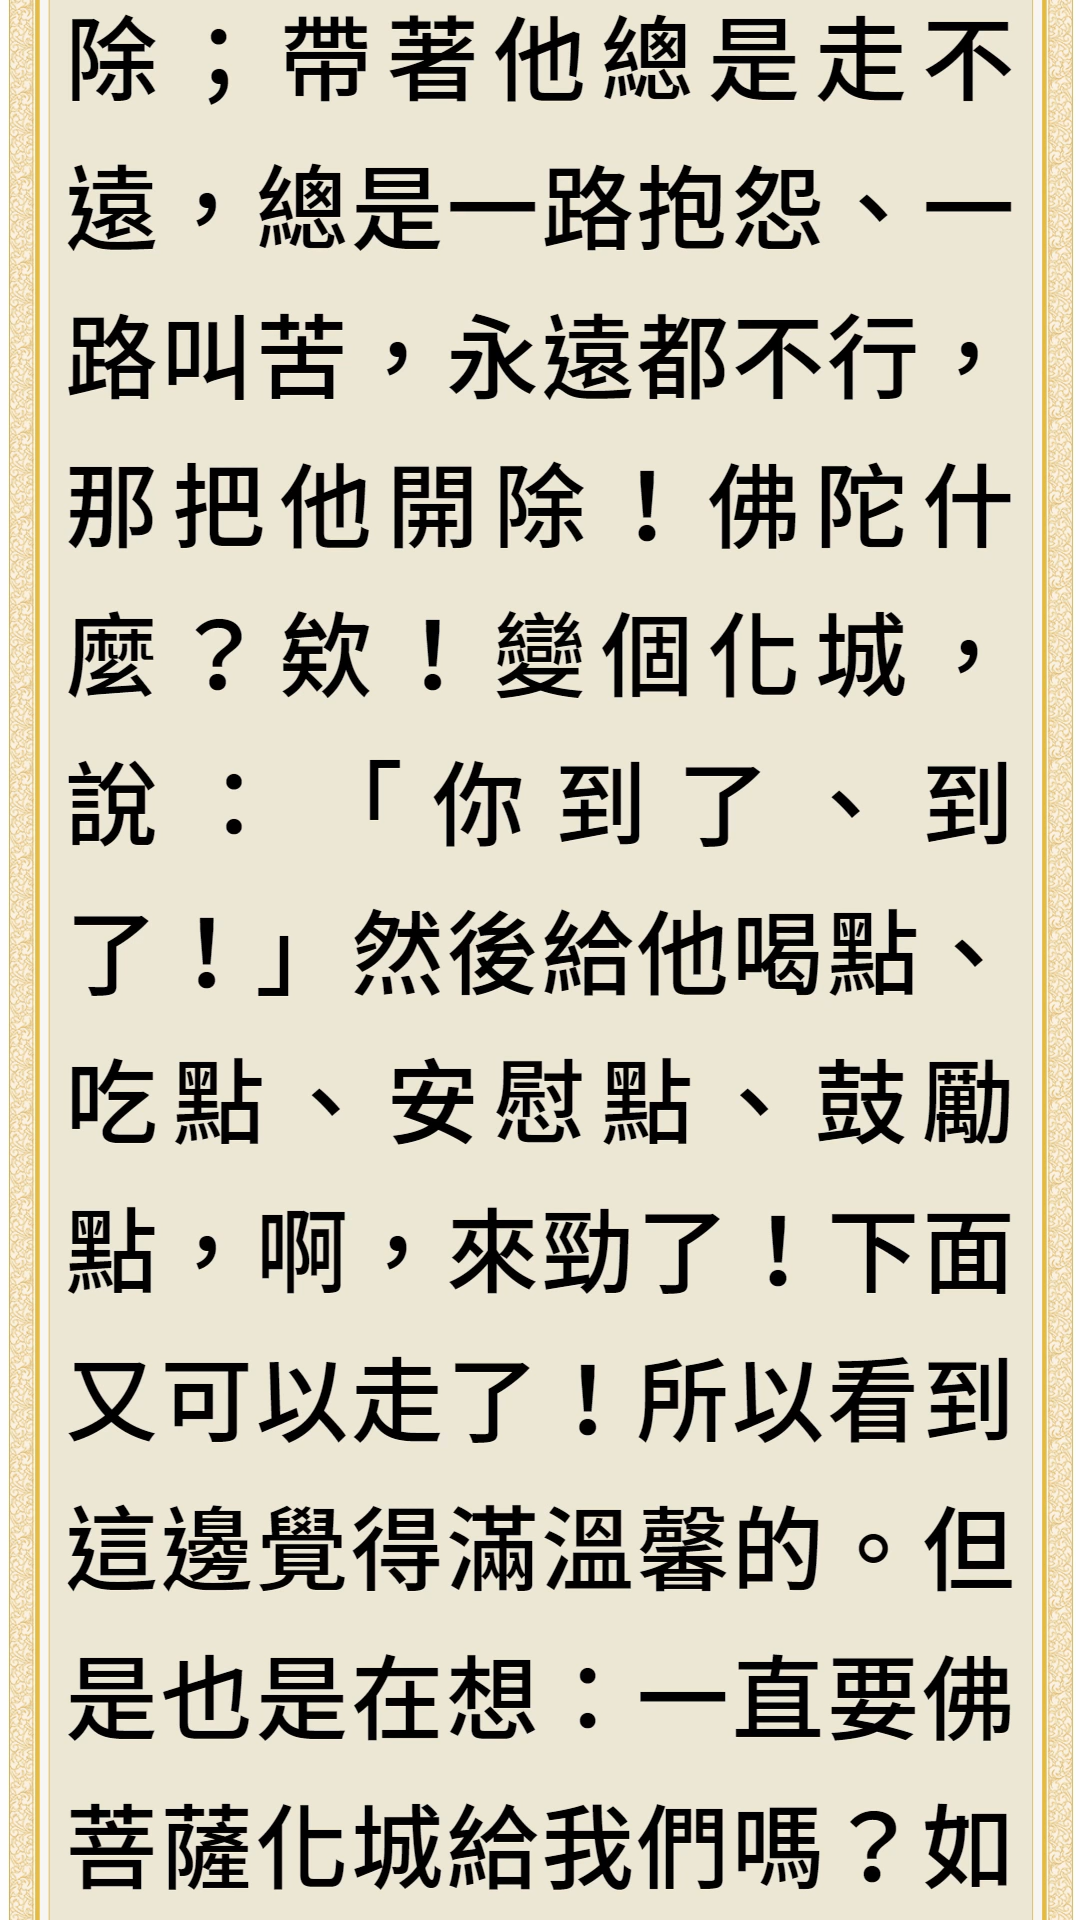 除；帶著他總是走不
遠，總是一路抱怨、一
路叫苦，永遠都不行，
那把他開除！佛陀什
麼？欸！變個化城，
說：「你到了、到
了！」然後給他喝點、
吃點、安慰點、鼓勵
點，啊，來勁了！下面
又可以走了！所以看到
這邊覺得滿溫馨的。但
是也是在想：一直要佛
菩薩化城給我們嗎？如